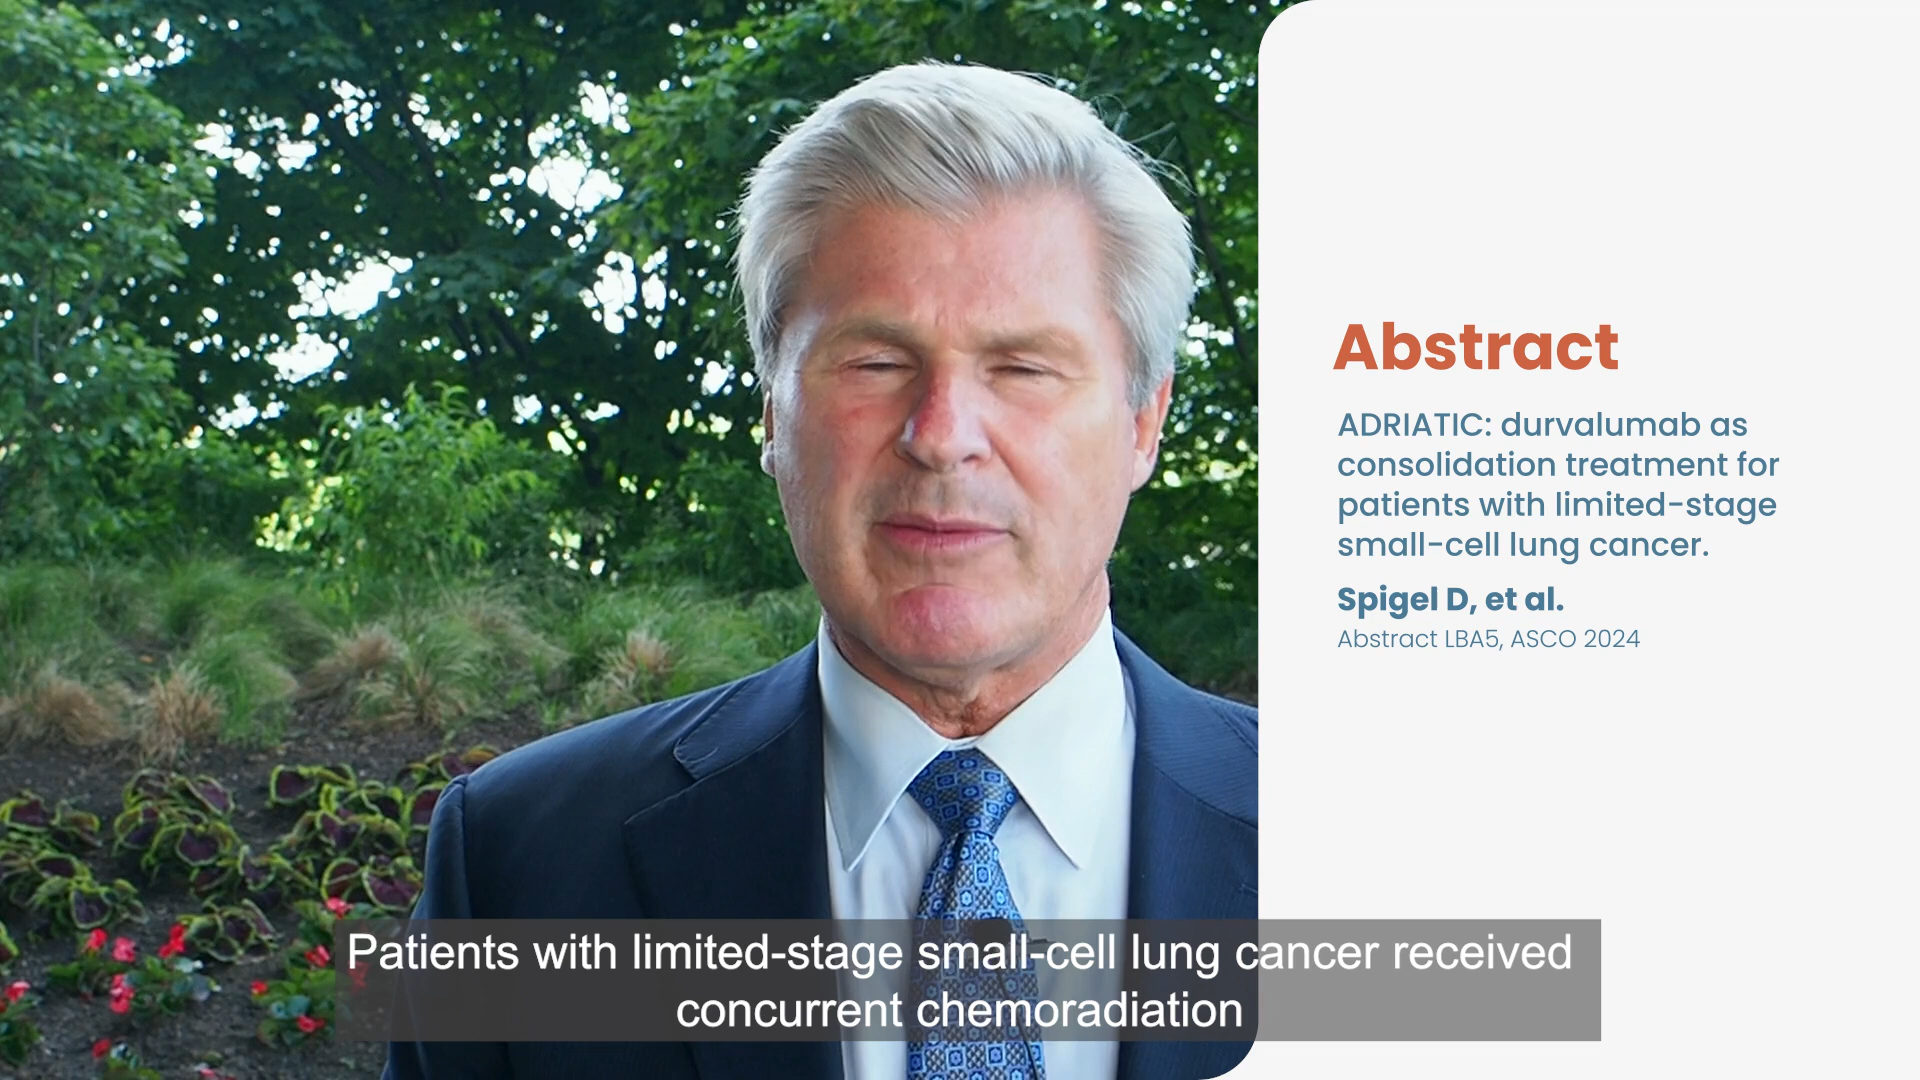 Abstract
ADRIATIC: durvalumab as
consolidation treatment for
patients with limited-stage
small-cell lung cancer.
Spigel D, et al.
Abstract LBA5, ASCO 2024
Patients with limited-stage small-cell lung cancer received
concurrent chemoradiation